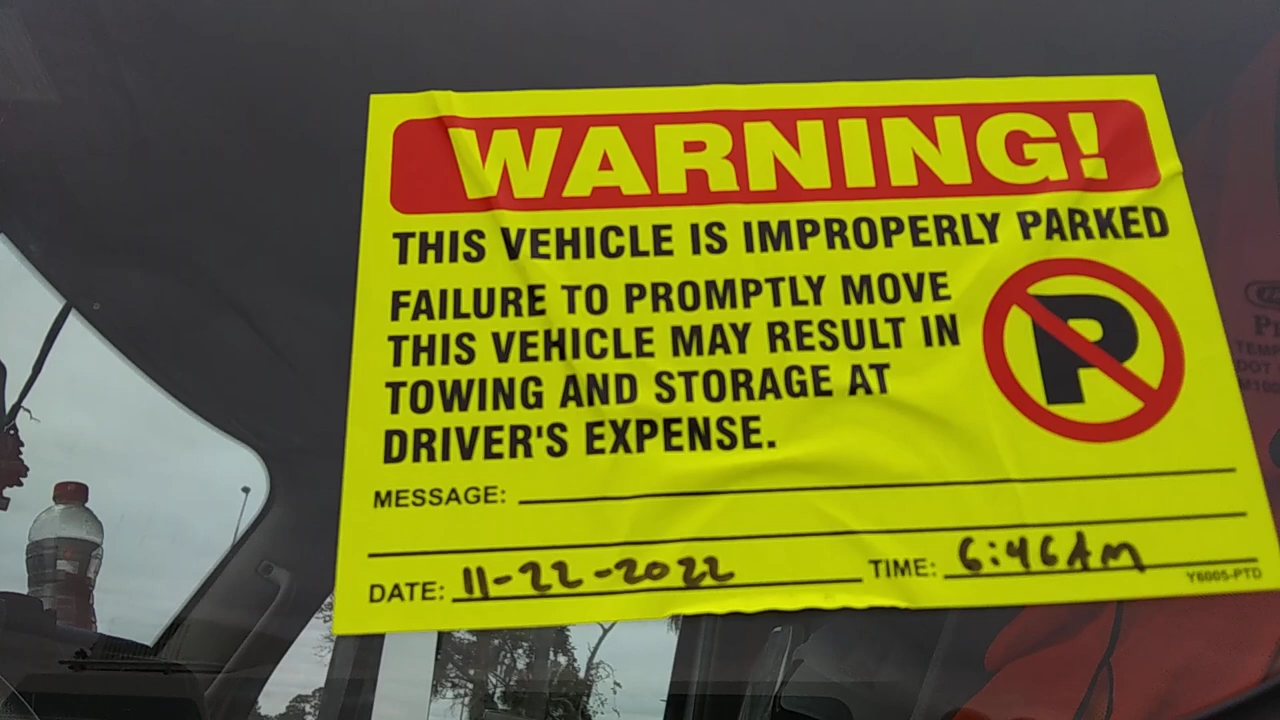 WARNING!
THIS VEHICLE IS IMPROPERLY PARKED
FAILURE TO PROMPTLY MOVE
THIS VEHICLE MAY RESULT IN
TOWING AND STORAGE AT
DRIVER'S EXPENSE.
P
MESSAGE:
DATE: 11-22-2022 TIME: 6:46AM
Y6005-PTD